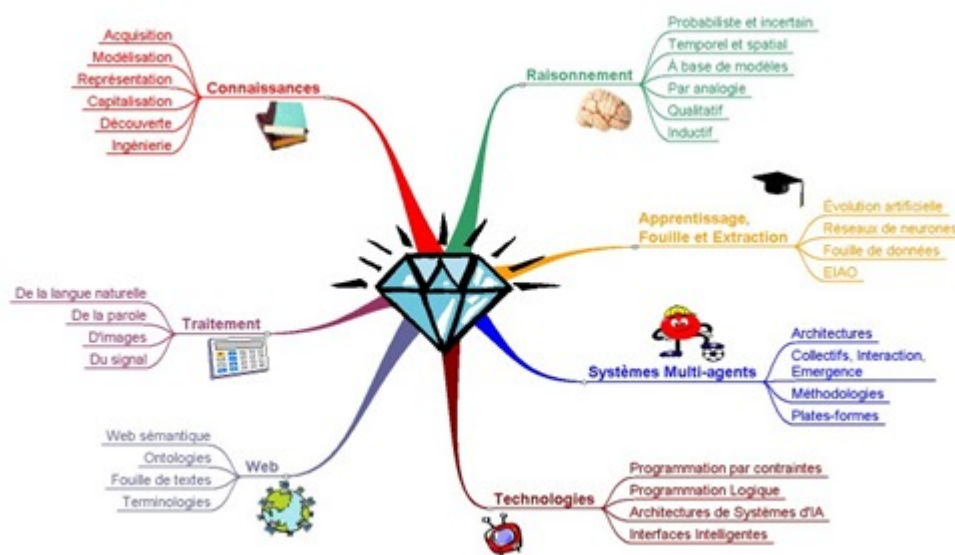 Connaissances
Acquisition
Modélisation
Représentation
Capitalisation
Découverte
Ingénierie
Raisonnement
Probabiliste et incertain
Temporel et spatial
À base de modèles
Par analogie
Qualitatif
Inductif
Apprentissage,
Fouille et Extraction
Évolution artificielle
Réseaux de neurones
Fouille de données
EIAO
Traitement
De la langue naturelle
De la parole
D'images
Du signal
Systèmes Multi-agents
Architectures
Collectifs, Interaction,
Emergence
Méthodologies
Plates-formes
Web
Web sémantique
Ontologies
Fouille de textes
Terminologies
Technologies
Programmation par contraintes
Programmation Logique
Architectures de Systèmes d'IA
Interfaces Intelligentes